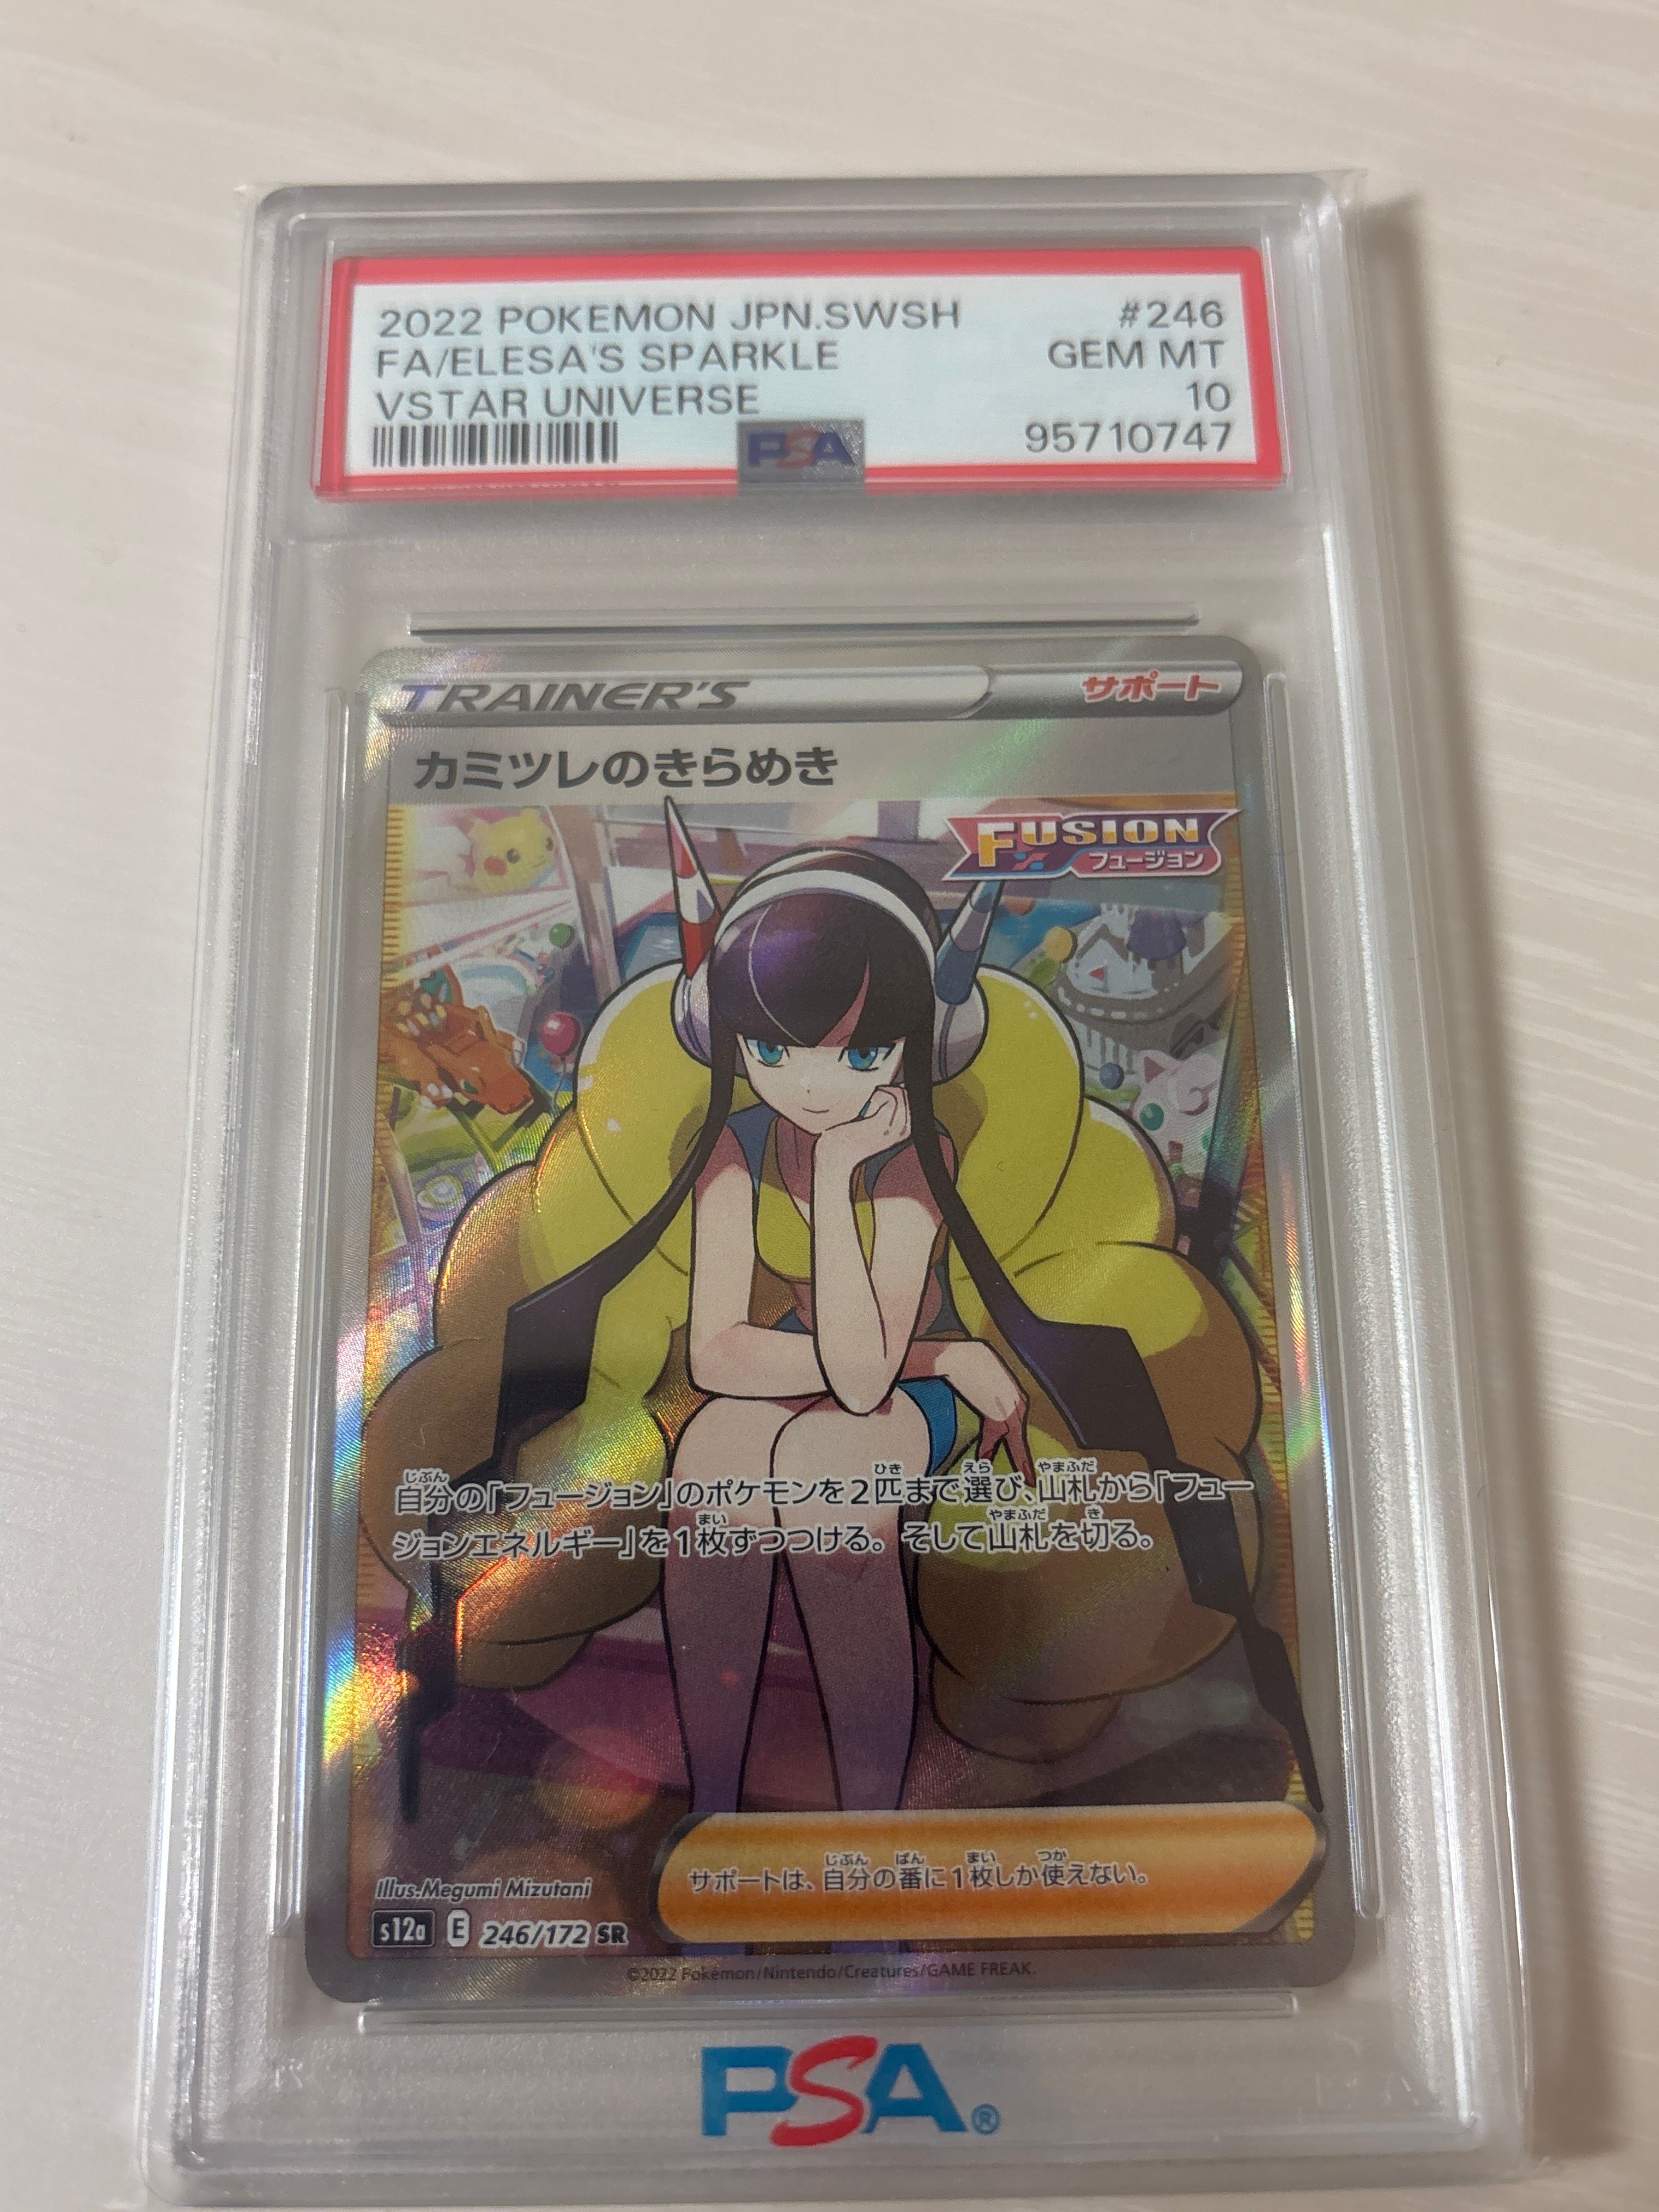 2022 POKEMON JPN.SWSH #246
FA/ELESA'S SPARKLE GEM MT
VSTAR UNIVERSE 10
95710747
PSA
TRAINER'S サポート
カミツレのきらめき
FUSION
フュージョン
自分の「フュージョン」のポケモンを2匹まで選び、山札から「フュー
ジョンエネルギー」を1枚ずつつける。そして山札を切る。
サポートは、自分の番に1枚しか使えない。
Illus.Megumi Mizutani
s12a E 246/172 SR
©2022 Pokémon/Nintendo/Creatures/GAME FREAK.
PSA®